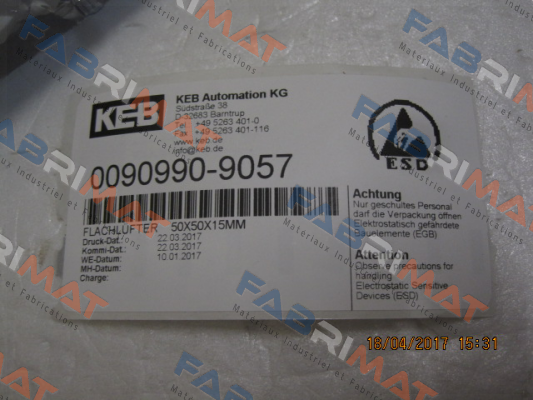 KEB
KEB Automation KG
Südstraße 38
D-32683 Barntrup
Tel. +49 5263 401-0
Fax +49 5263 401-116
www.keb.de
info@keb.de
ESD
0090990-9057
FLACHLÜFTER 50X50X15MM
Druck-Dat.: 22.03.2017
Kommi-Dat.: 22.03.2017
WE-Datum: 10.01.2017
MH-Datum:
Charge:
Achtung
Nur geschultes Personal
darf die Verpackung öffnen
Elektrostatisch gefährdete
Bauelemente (EGB)
Attention
Observe precautions for
handling
Electrostatic Sensitive
Devices (ESD)
18/04/2017 15:31
FABRIMAT
Materiaux Industriel et Fabrications